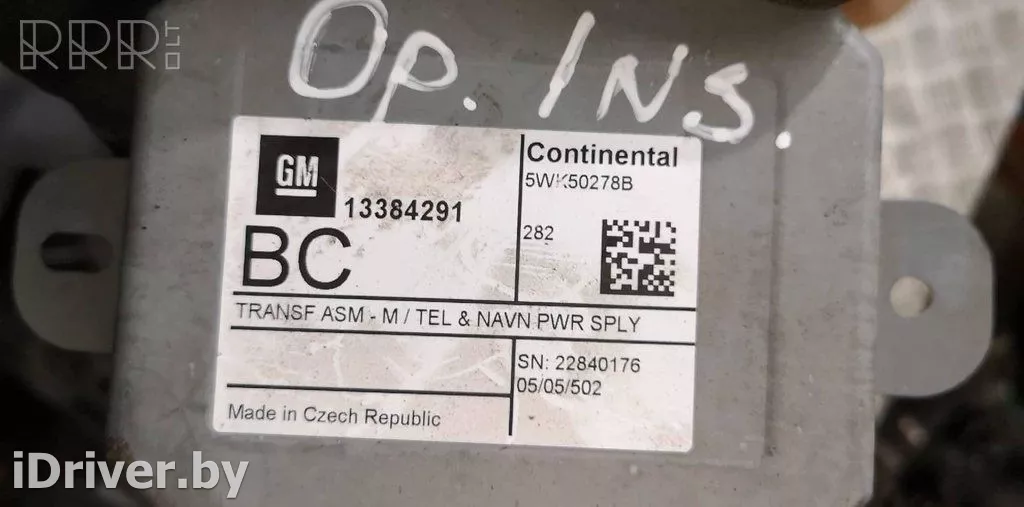 RRR.LT
Op. INS.
GM
13384291
BC
Continental
5WK50278B
282
TRANSF ASM - M / TEL & NAVN PWR SPLY
SN: 22840176
05/05/502
Made in Czech Republic
iDriver.by